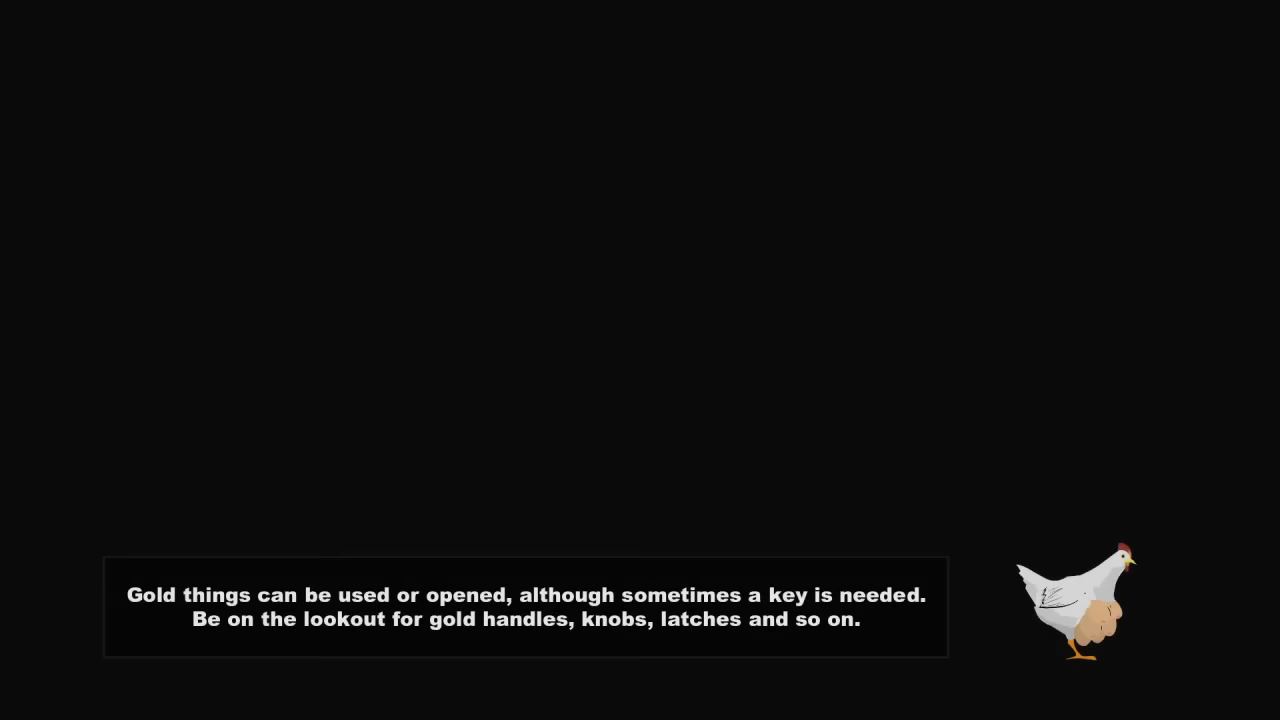 Gold things can be used or opened, although sometimes a key is needed.
Be on the lookout for gold handles, knobs, latches and so on.